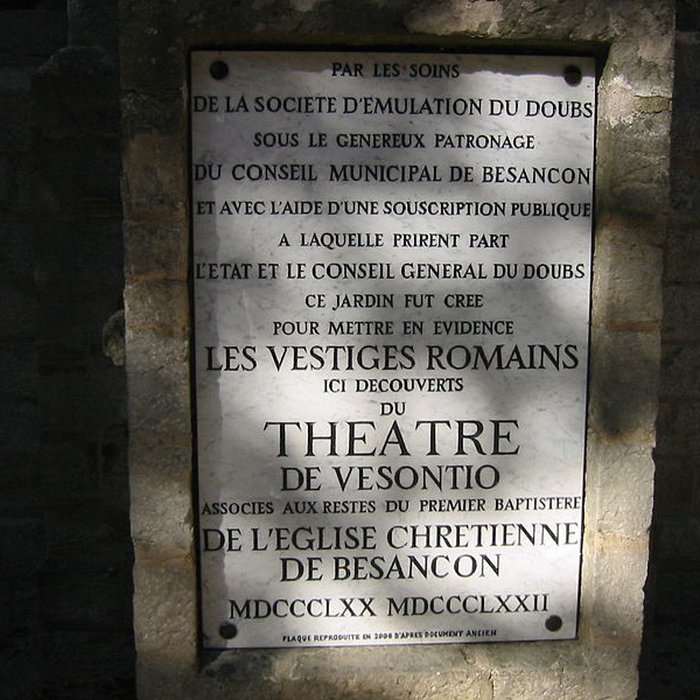 PAR LES SOINS
DE LA SOCIETE D'EMULATION DU DOUBS
SOUS LE GENEREUX PATRONAGE
DU CONSEIL MUNICIPAL DE BESANCON
ET AVEC L'AIDE D'UNE SOUSCRIPTION PUBLIQUE
A LAQUELLE PRIRENT PART
L'ETAT ET LE CONSEIL GENERAL DU DOUBS
CE JARDIN FUT CREE
POUR METTRE EN EVIDENCE
LES VESTIGES ROMAINS
ICI DECOUVERTS
DU
THEATRE
DE VESONTIO
ASSOCIES AUX RESTES DU PREMIER BAPTISTERE
DE L'EGLISE CHRETIENNE
DE BESANCON
MDCCCLXX MDCCCLXXII
PLAQUE REPRODUITE EN 2006 D'APRES DOCUMENT ANCIEN